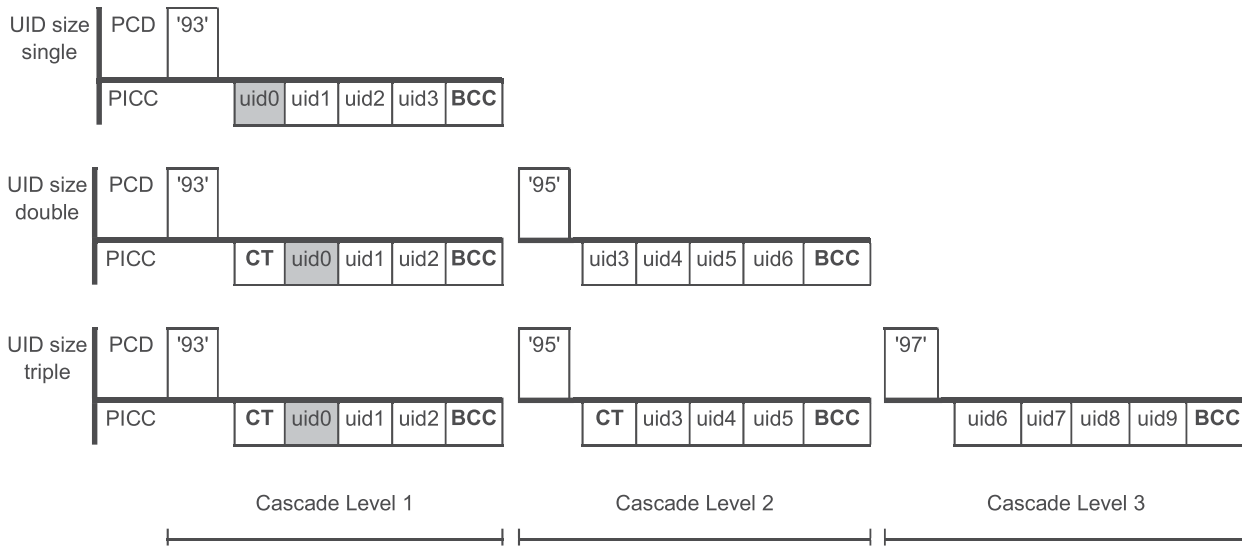 UID size single PCD '93'
PICC uid0 uid1 uid2 uid3 BCC
UID size double PCD '93' '95'
PICC CT uid0 uid1 uid2 BCC uid3 uid4 uid5 uid6 BCC
UID size triple PCD '93' '95' '97'
PICC CT uid0 uid1 uid2 BCC CT uid3 uid4 uid5 BCC uid6 uid7 uid8 uid9 BCC
Cascade Level 1 Cascade Level 2 Cascade Level 3